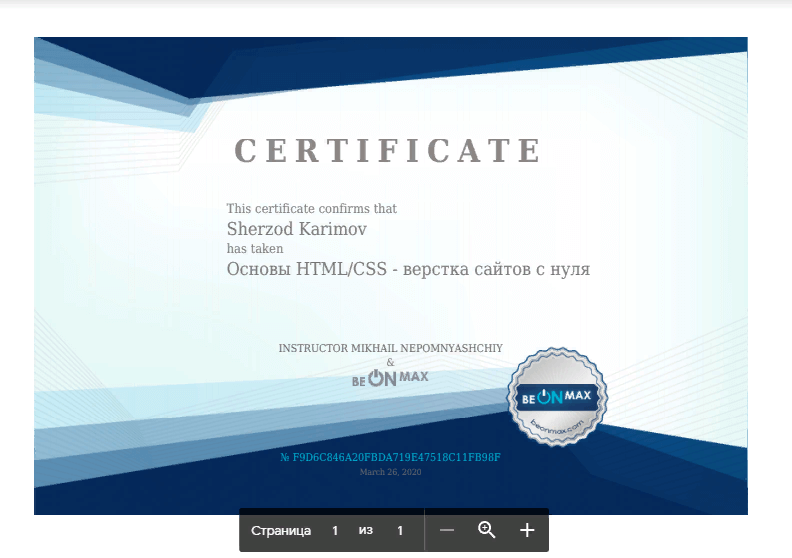 CERTIFICATE
This certificate confirms that
Sherzod Karimov
has taken
Основы HTML/CSS - верстка сайтов с нуля
INSTRUCTOR MIKHAIL NEPOMNYASHCHIY
&
BE ON MAX
BE ON MAX
beonmax.com
№ F9D6C846A20FBDA719E47518C11FB98F
March 26, 2020
Страница 1 из 1